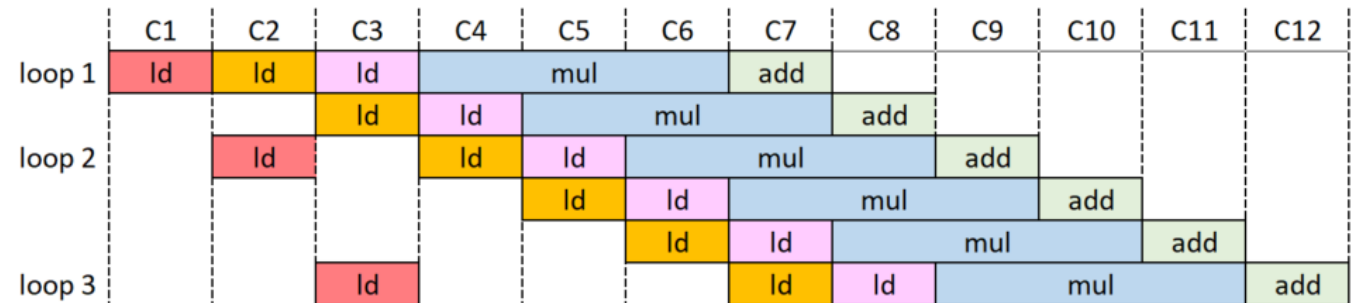 C1 C2 C3 C4 C5 C6 C7 C8 C9 C10 C11 C12
loop 1 ld ld ld mul add
ld ld mul add
loop 2 ld ld ld mul add
ld ld mul add
ld ld mul add
loop 3 ld ld ld mul add